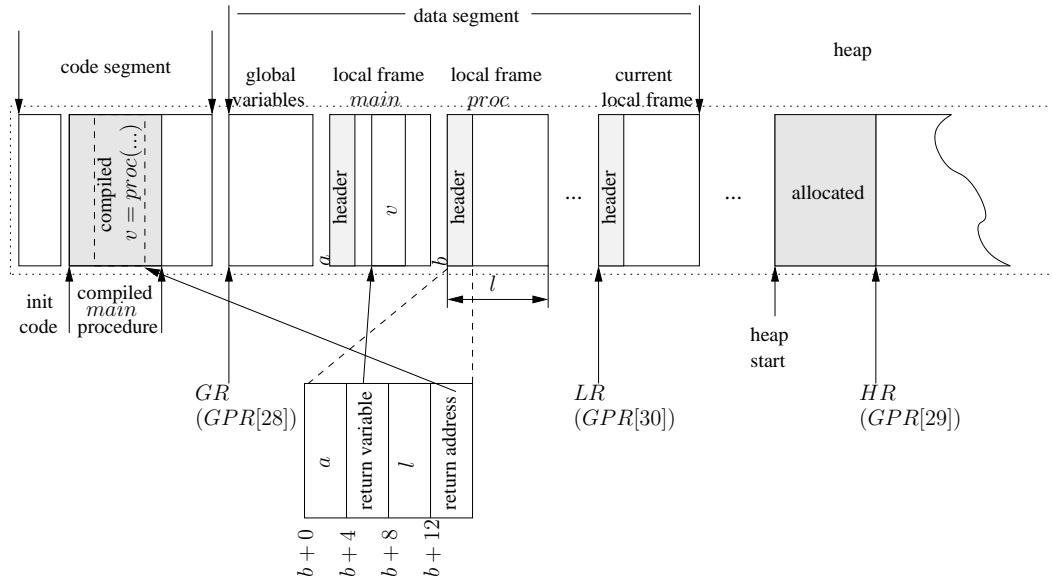 data segment
code segment
heap
global
variables
local frame
main
local frame
proc
current
local frame
compiled
v = proc(...)
header
v
header
...
header
...
allocated
a
b
l
init
code
compiled
main
procedure
heap
start
GR
(GPR[28])
LR
(GPR[30])
HR
(GPR[29])
a
return variable
l
return address
b + 0
b + 4
b + 8
b + 12